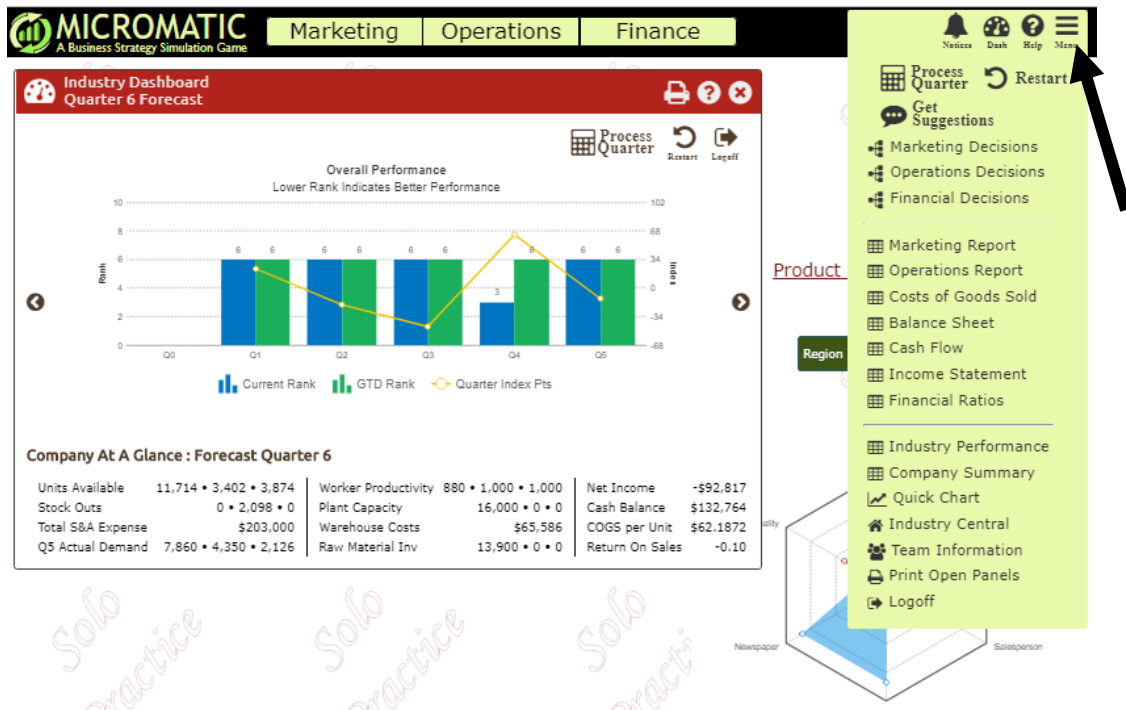 MICROMATIC
A Business Strategy Simulation Game
Marketing
Operations
Finance
Notices
Dash
Help
Menu
Process
Quarter
Restart
Get
Suggestions
Marketing Decisions
Operations Decisions
Financial Decisions
Marketing Report
Operations Report
Costs of Goods Sold
Balance Sheet
Cash Flow
Income Statement
Financial Ratios
Industry Performance
Company Summary
Quick Chart
Industry Central
Team Information
Print Open Panels
Logoff
Industry Dashboard
Quarter 6 Forecast
Process
Quarter
Restart
Logoff
Overall Performance
Lower Rank Indicates Better Performance
10 102
8 68
6 34
4 0
2 -34
0 -68
Rank
Index
6 6 6 6 6 6 3 6 6 6
Q0 Q1 Q2 Q3 Q4 Q5
Current Rank GTD Rank Quarter Index Pts
Company At A Glance : Forecast Quarter 6
Units Available 11,714 • 3,402 • 3,874 Worker Productivity 880 • 1,000 • 1,000 Net Income -$92,817
Stock Outs 0 • 2,098 • 0 Plant Capacity 16,000 • 0 • 0 Cash Balance $132,764
Total S&A Expense $203,000 Warehouse Costs $65,586 COGS per Unit $62.1872
Q5 Actual Demand 7,860 • 4,350 • 2,126 Raw Material Inv 13,900 • 0 • 0 Return On Sales -0.10
Product
Region
ality
Newspaper
Salesperson
Solo
Practice
Solo
Practice
Solo
Practi